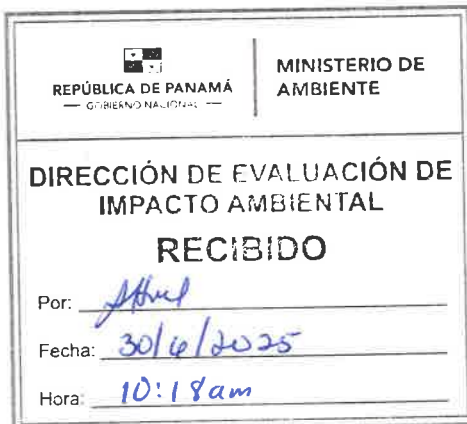 REPÚBLICA DE PANAMÁ
— GOBIERNO NACIONAL —
MINISTERIO DE
AMBIENTE
DIRECCIÓN DE EVALUACIÓN DE
IMPACTO AMBIENTAL
RECIBIDO
Por:
Fecha: 30/6/2025
Hora: 10:18am